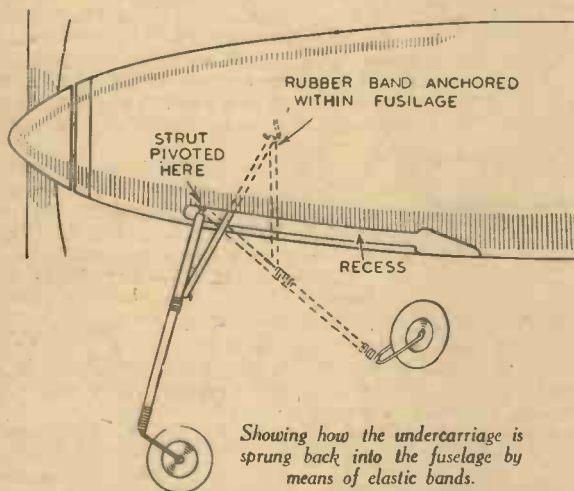 RUBBER BAND ANCHORED
WITHIN FUSILAGE
STRUT
PIVOTED
HERE
RECESS
Showing how the undercarriage is
sprung back into the fuselage by
means of elastic bands.